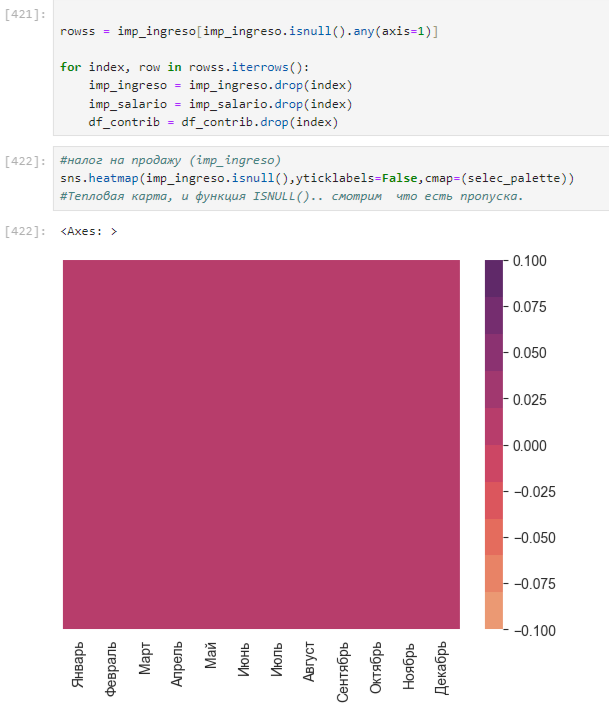 [421]:
rowss = imp_ingreso[imp_ingreso.isnull().any(axis=1)]
for index, row in rowss.iterrows():
    imp_ingreso = imp_ingreso.drop(index)
    imp_salario = imp_salario.drop(index)
    df_contrib = df_contrib.drop(index)
[422]:
#налог на продажу (imp_ingreso)
sns.heatmap(imp_ingreso.isnull(),yticklabels=False,cmap=(selec_palette))
#Тепловая карта, и функция ISNULL().. смотрим  что есть пропуска.
[422]: <Axes: >
0.100
0.075
0.050
0.025
0.000
−0.025
−0.050
−0.075
−0.100
Январь
Февраль
Март
Апрель
Май
Июнь
Июль
Август
Сентябрь
Октябрь
Ноябрь
Декабрь